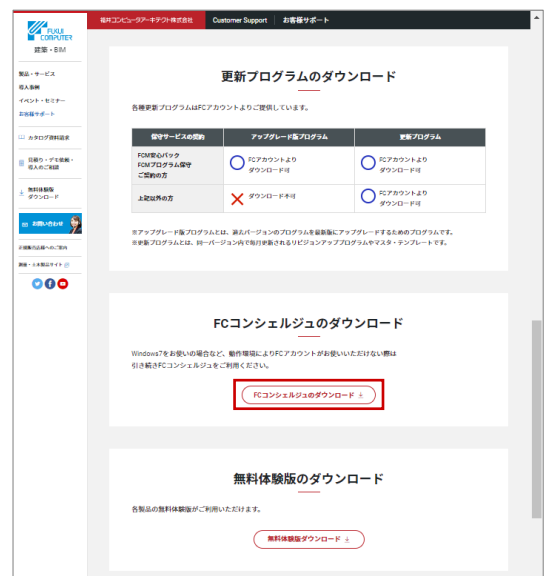 福井コンピュータアーキテクト株式会社
Customer Support
お客様サポート
FUKUI
COMPUTER
建築・BIM
製品・サービス
導入事例
イベント・セミナー
お客様サポート
カタログ資料請求
見積り・デモ依頼・
導入のご相談
無料体験版
ダウンロード
お問い合わせ
正規販売店様へのご案内
測量・土木製品サイト
更新プログラムのダウンロード
各種更新プログラムはFCアカウントよりご提供しています。
保守サービスの契約
アップグレード版プログラム
更新プログラム
FCM安心パック
FCMプログラム保守
ご契約の方
FCアカウントより
ダウンロード可
FCアカウントより
ダウンロード可
上記以外の方
ダウンロード不可
FCアカウントより
ダウンロード可
※アップグレード版プログラムとは、過去バージョンのプログラムを最新版にアップグレードするためのプログラムです。
※更新プログラムとは、同一バージョン内で毎月更新されるリビジョンアッププログラムやマスタ・テンプレートです。
FCコンシェルジュのダウンロード
Windows7をお使いの場合など、動作環境によりFCアカウントがお使いいただけない際は
引き続きFCコンシェルジュをご利用ください。
FCコンシェルジュのダウンロード
無料体験版のダウンロード
各製品の無料体験版がご利用いただけます。
無料体験版ダウンロード